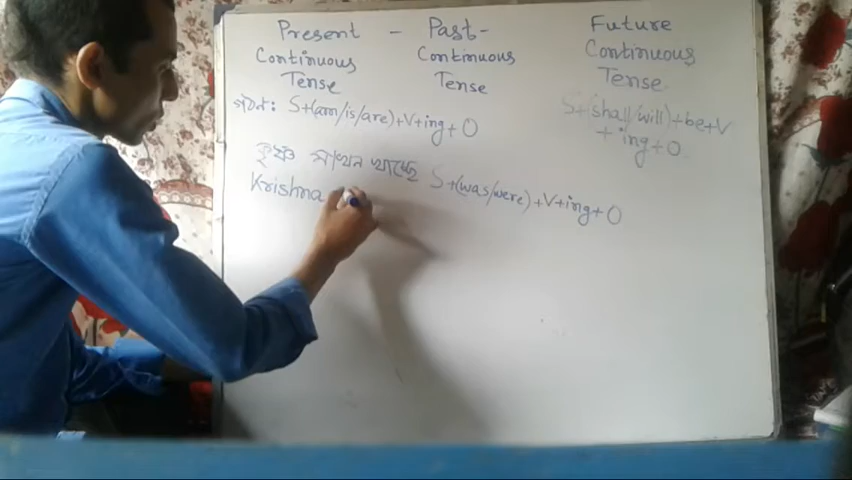 Present - Past- Future
Continuous Continuous Continuous
Tense Tense Tense
গঠন: S+(am/is/are)+V+ing+O
S+(shall/will)+be+V
+ing+O
কৃষ্ণ মাখন খাচ্ছে
S+(was/were)+V+ing+O
Krishna